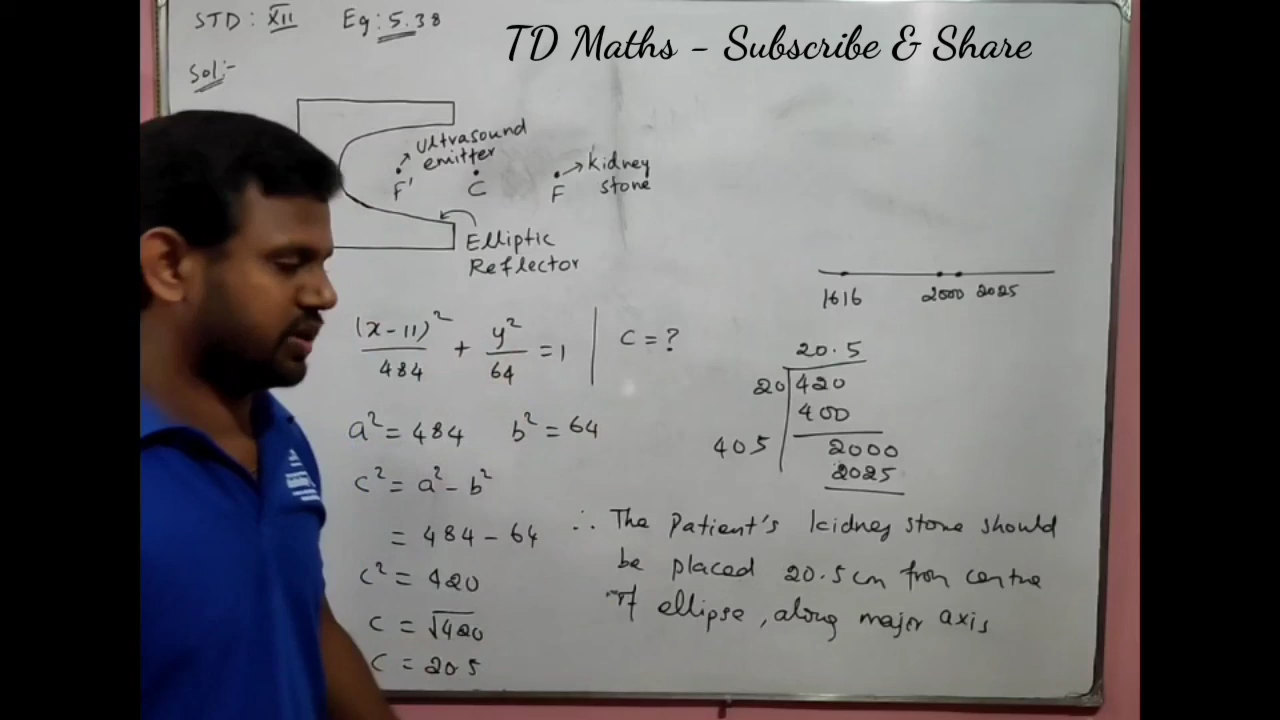 STD: XII Eg: 5.38
TD Maths - Subscribe & Share
Sol:-
Ultrasound
emitter
F'
C
F
kidney
stone
Elliptic
Reflector
1616 2000 2025
(x-11)²/484 + y²/64 = 1 | C = ?
20.5
20 | 420
400
405 | 2000
2025
a² = 484 b² = 64
c² = a² - b²
= 484 - 64
c² = 420
c = √420
c = 20.5
∴ The Patient's kidney stone should
be placed 20.5cm from centre
of ellipse, along major axis